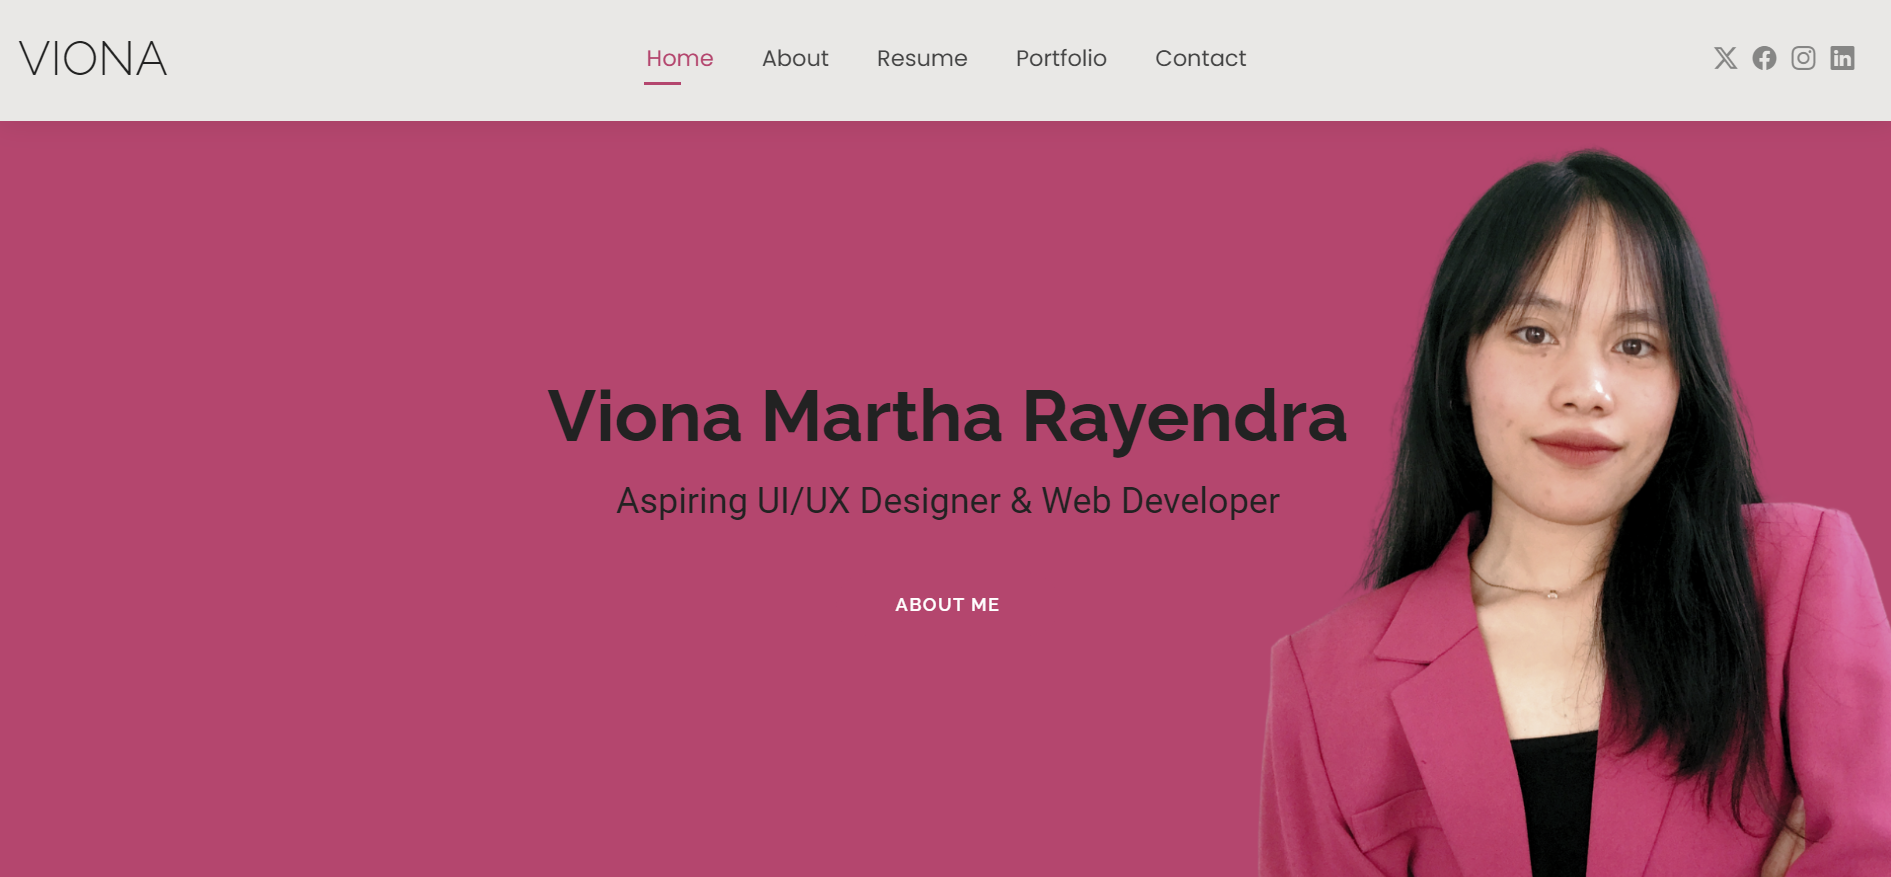 VIONA
Home About Resume Portfolio Contact
Viona Martha Rayendra
Aspiring UI/UX Designer & Web Developer
ABOUT ME